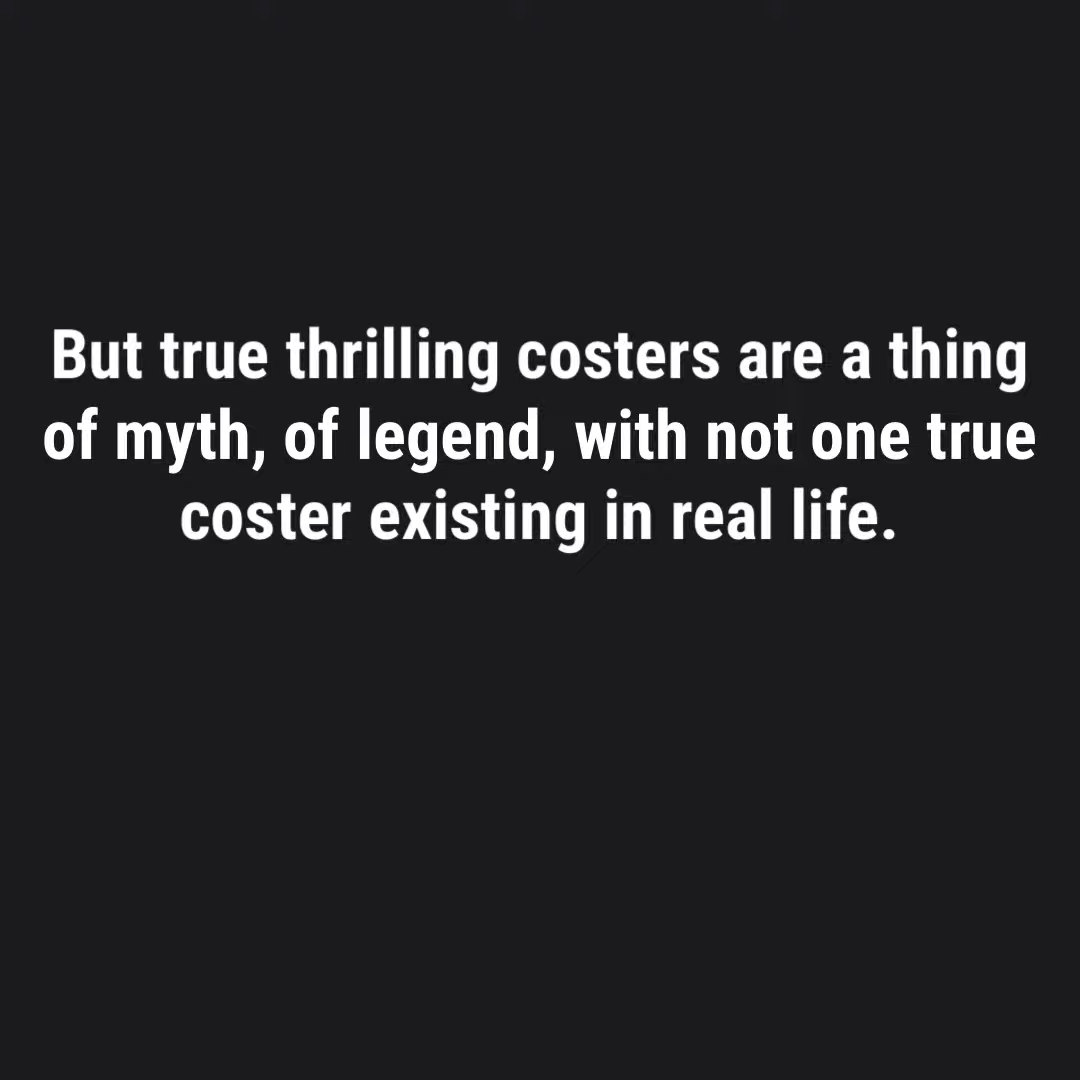 But true thrilling costers are a thing
of myth, of legend, with not one true
coster existing in real life.